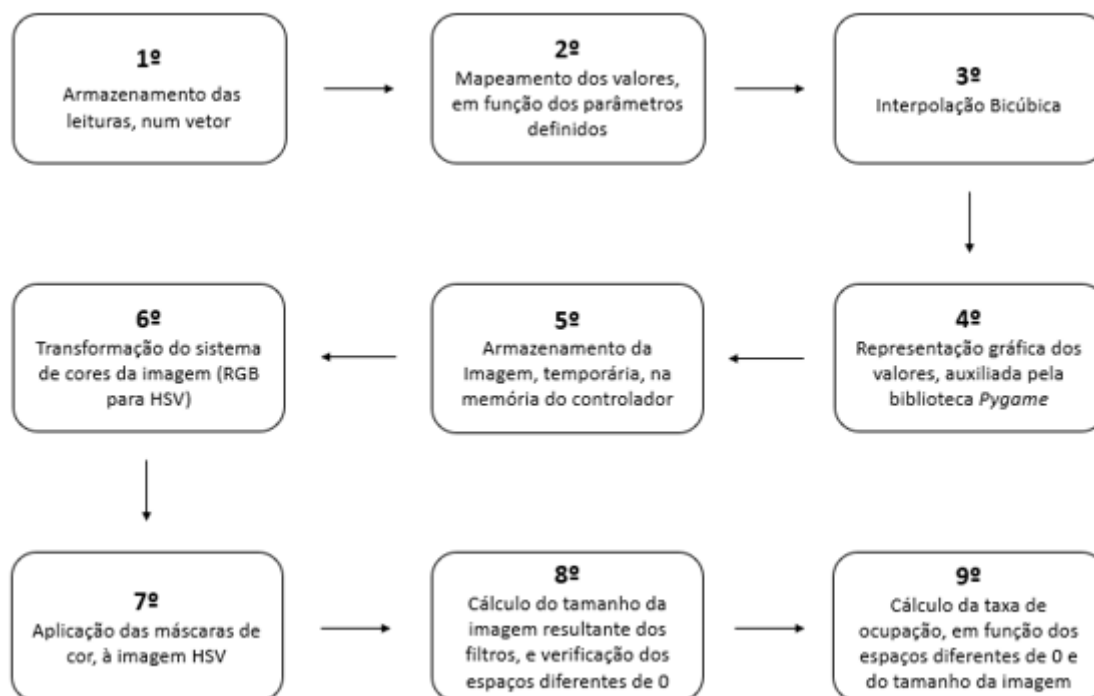 1º
Armazenamento das
leituras, num vetor
2º
Mapeamento dos valores,
em função dos parâmetros
definidos
3º
Interpolação Bicúbica
4º
Representação gráfica dos
valores, auxiliada pela
biblioteca Pygame
5º
Armazenamento da
Imagem, temporária, na
memória do controlador
6º
Transformação do sistema
de cores da imagem (RGB
para HSV)
7º
Aplicação das máscaras de
cor, à imagem HSV
8º
Cálculo do tamanho da
imagem resultante dos
filtros, e verificação dos
espaços diferentes de 0
9º
Cálculo da taxa de
ocupação, em função dos
espaços diferentes de 0 e
do tamanho da imagem